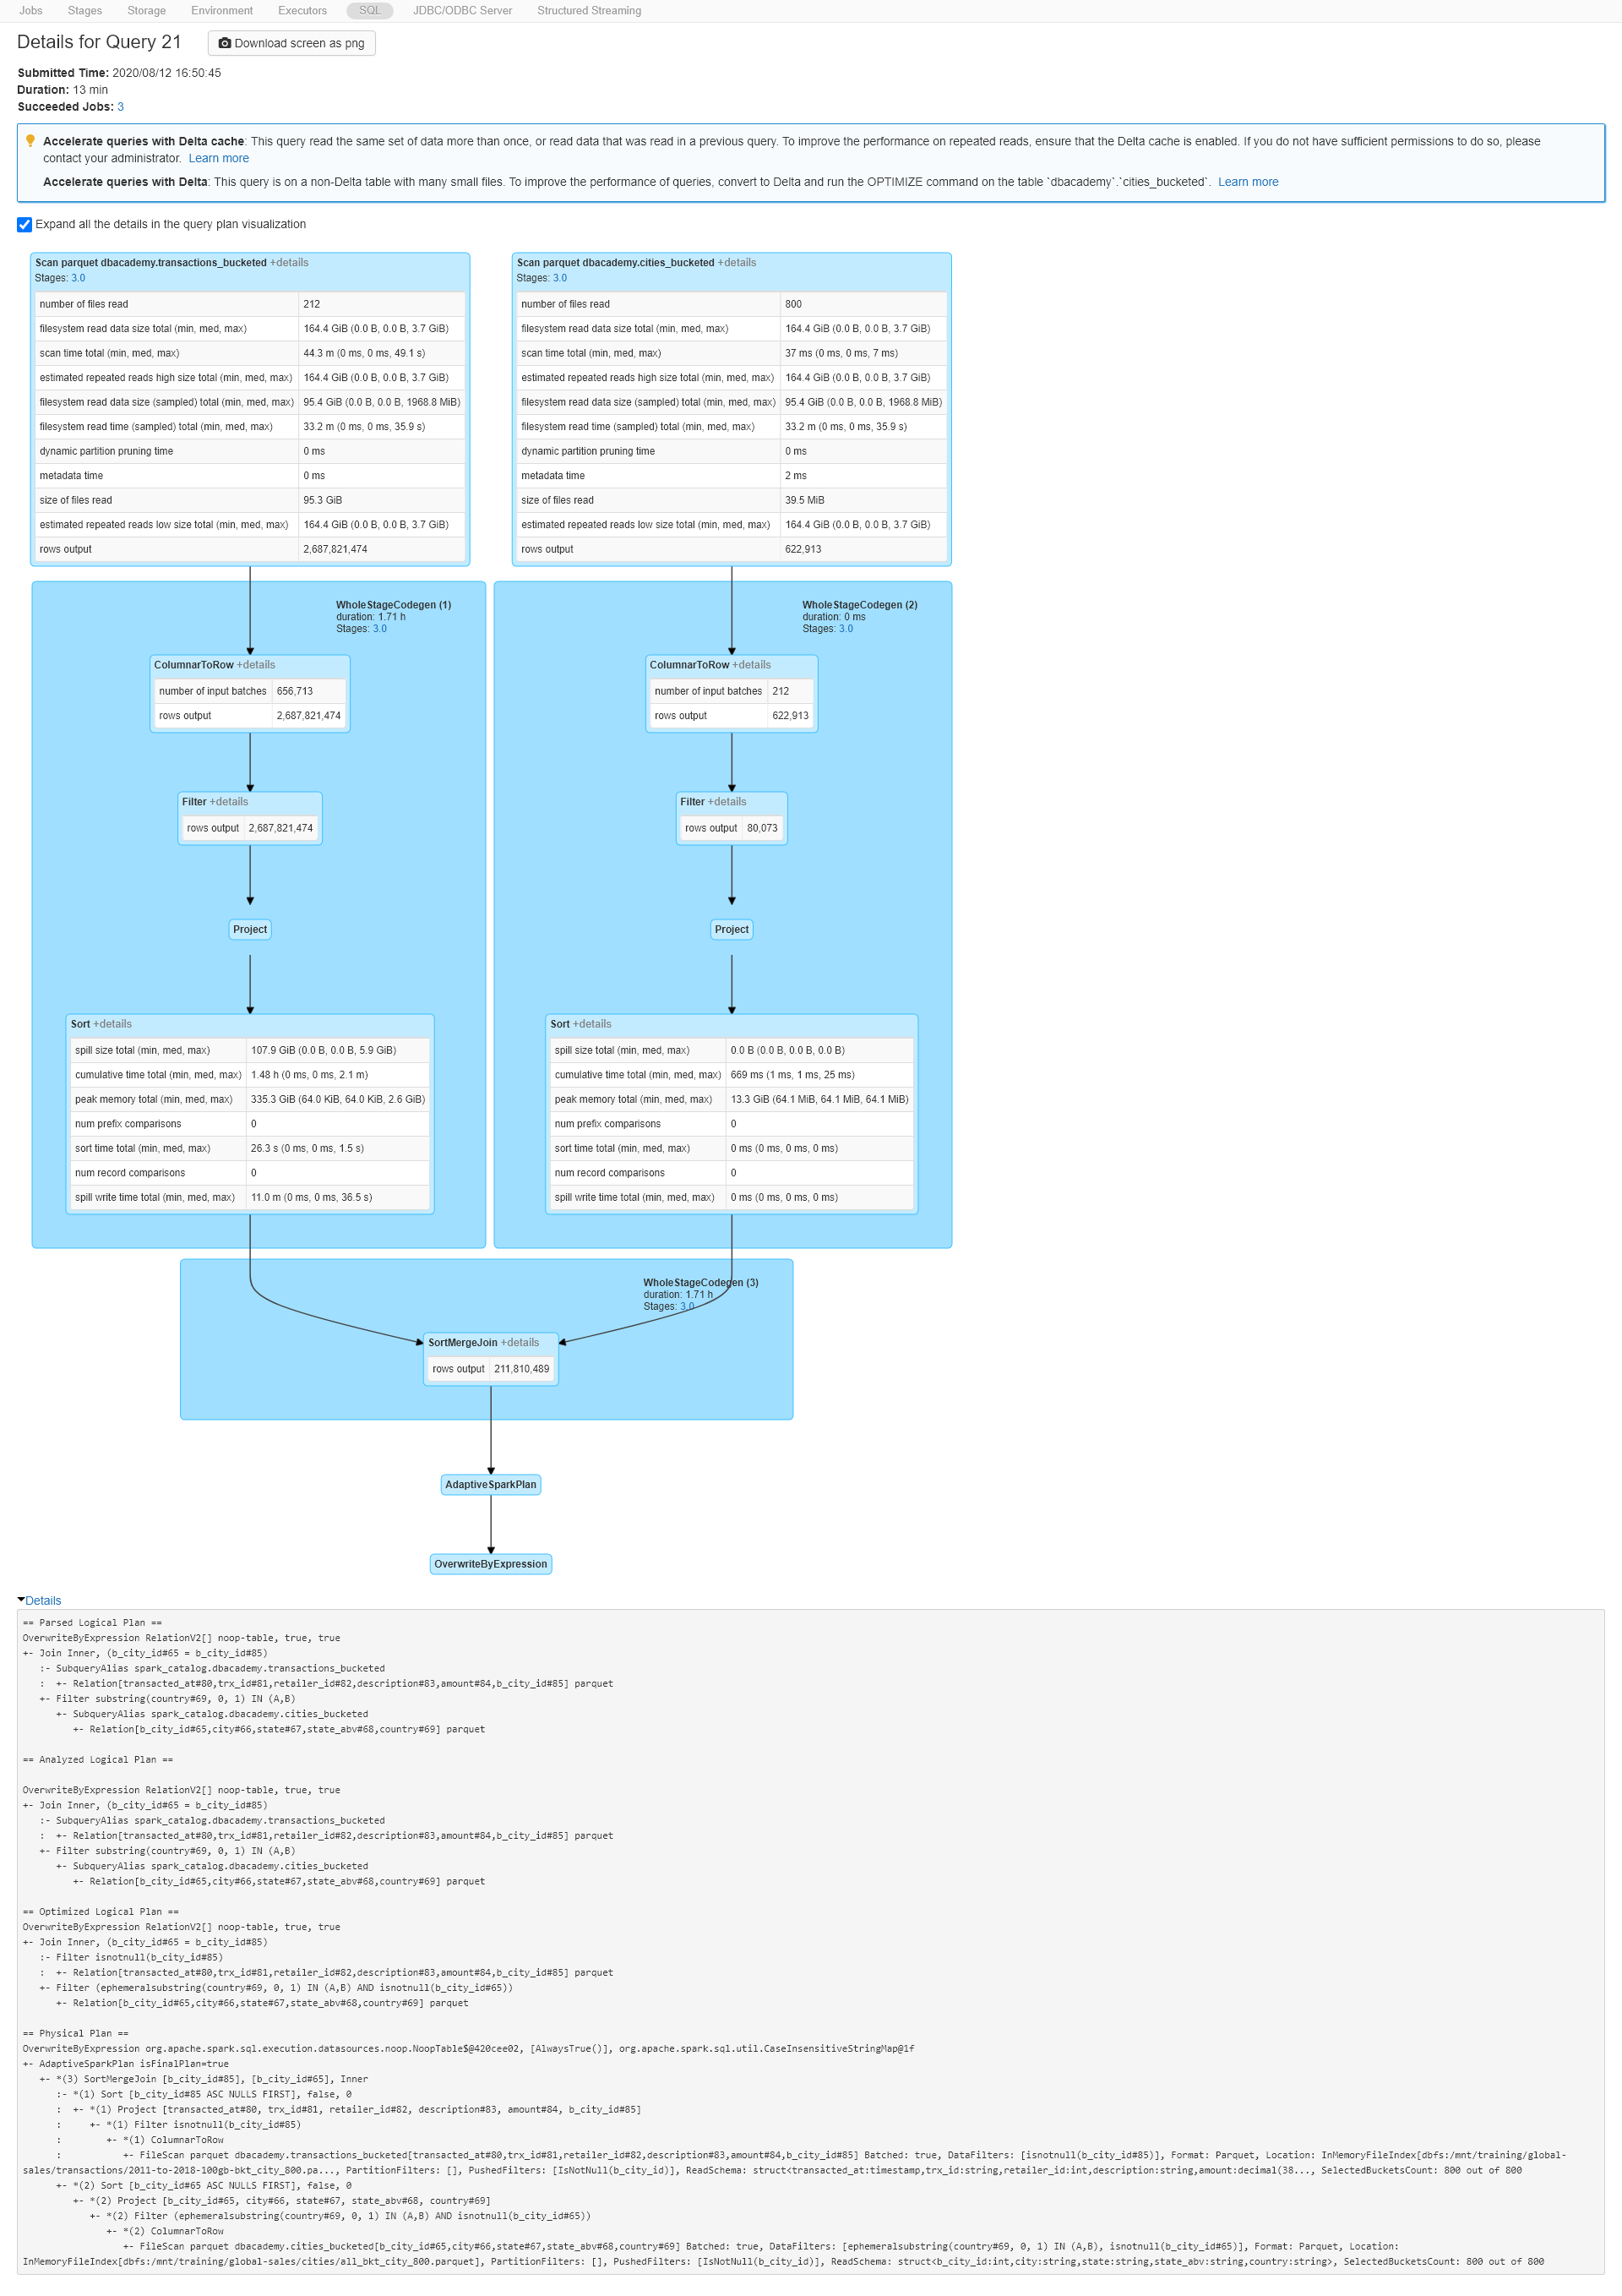 Jobs Stages Storage Environment Executors SQL JDBC/ODBC Server Structured Streaming
Details for Query 21 Download screen as png
Submitted Time: 2020/08/12 16:50:45
Duration: 13 min
Succeeded Jobs: 3
Accelerate queries with Delta cache: This query read the same set of data more than once, or read data that was read in a previous query. To improve the performance on repeated reads, ensure that the Delta cache is enabled. If you do not have sufficient permissions to do so, please
contact your administrator. Learn more
Accelerate queries with Delta: This query is on a non-Delta table with many small files. To improve the performance of queries, convert to Delta and run the OPTIMIZE command on the table `dbacademy`.`cities_bucketed`. Learn more
Expand all the details in the query plan visualization
Scan parquet dbacademy.transactions_bucketed +details
Stages: 3.0
number of files read 212
filesystem read data size total (min, med, max) 164.4 GiB (0.0 B, 0.0 B, 3.7 GiB)
scan time total (min, med, max) 44.3 m (0 ms, 0 ms, 49.1 s)
estimated repeated reads high size total (min, med, max) 164.4 GiB (0.0 B, 0.0 B, 3.7 GiB)
filesystem read data size (sampled) total (min, med, max) 95.4 GiB (0.0 B, 0.0 B, 1968.8 MiB)
filesystem read time (sampled) total (min, med, max) 33.2 m (0 ms, 0 ms, 35.9 s)
dynamic partition pruning time 0 ms
metadata time 0 ms
size of files read 95.3 GiB
estimated repeated reads low size total (min, med, max) 164.4 GiB (0.0 B, 0.0 B, 3.7 GiB)
rows output 2,687,821,474
Scan parquet dbacademy.cities_bucketed +details
Stages: 3.0
number of files read 800
filesystem read data size total (min, med, max) 164.4 GiB (0.0 B, 0.0 B, 3.7 GiB)
scan time total (min, med, max) 37 ms (0 ms, 0 ms, 7 ms)
estimated repeated reads high size total (min, med, max) 164.4 GiB (0.0 B, 0.0 B, 3.7 GiB)
filesystem read data size (sampled) total (min, med, max) 95.4 GiB (0.0 B, 0.0 B, 1968.8 MiB)
filesystem read time (sampled) total (min, med, max) 33.2 m (0 ms, 0 ms, 35.9 s)
dynamic partition pruning time 0 ms
metadata time 2 ms
size of files read 39.5 MiB
estimated repeated reads low size total (min, med, max) 164.4 GiB (0.0 B, 0.0 B, 3.7 GiB)
rows output 622,913
WholeStageCodegen (1)
duration: 1.71 h
Stages: 3.0
ColumnarToRow +details
number of input batches 656,713
rows output 2,687,821,474
Filter +details
rows output 2,687,821,474
Project
Sort +details
spill size total (min, med, max) 107.9 GiB (0.0 B, 0.0 B, 5.9 GiB)
cumulative time total (min, med, max) 1.48 h (0 ms, 0 ms, 2.1 m)
peak memory total (min, med, max) 335.3 GiB (64.0 KiB, 64.0 KiB, 2.6 GiB)
num prefix comparisons 0
sort time total (min, med, max) 26.3 s (0 ms, 0 ms, 1.5 s)
num record comparisons 0
spill write time total (min, med, max) 11.0 m (0 ms, 0 ms, 36.5 s)
WholeStageCodegen (2)
duration: 0 ms
Stages: 3.0
ColumnarToRow +details
number of input batches 212
rows output 622,913
Filter +details
rows output 80,073
Project
Sort +details
spill size total (min, med, max) 0.0 B (0.0 B, 0.0 B, 0.0 B)
cumulative time total (min, med, max) 669 ms (1 ms, 1 ms, 25 ms)
peak memory total (min, med, max) 13.3 GiB (64.1 MiB, 64.1 MiB, 64.1 MiB)
num prefix comparisons 0
sort time total (min, med, max) 0 ms (0 ms, 0 ms, 0 ms)
num record comparisons 0
spill write time total (min, med, max) 0 ms (0 ms, 0 ms, 0 ms)
WholeStageCodegen (3)
duration: 1.71 h
Stages: 3.0
SortMergeJoin +details
rows output 211,810,489
AdaptiveSparkPlan
OverwriteByExpression
Details
== Parsed Logical Plan ==
OverwriteByExpression RelationV2[] noop-table, true, true
+- Join Inner, (b_city_id#65 = b_city_id#85)
   :- SubqueryAlias spark_catalog.dbacademy.transactions_bucketed
   :  +- Relation[transacted_at#80,trx_id#81,retailer_id#82,description#83,amount#84,b_city_id#85] parquet
   +- Filter substring(country#69, 0, 1) IN (A,B)
      +- SubqueryAlias spark_catalog.dbacademy.cities_bucketed
         +- Relation[b_city_id#65,city#66,state#67,state_abv#68,country#69] parquet
== Analyzed Logical Plan ==
OverwriteByExpression RelationV2[] noop-table, true, true
+- Join Inner, (b_city_id#65 = b_city_id#85)
   :- SubqueryAlias spark_catalog.dbacademy.transactions_bucketed
   :  +- Relation[transacted_at#80,trx_id#81,retailer_id#82,description#83,amount#84,b_city_id#85] parquet
   +- Filter substring(country#69, 0, 1) IN (A,B)
      +- SubqueryAlias spark_catalog.dbacademy.cities_bucketed
         +- Relation[b_city_id#65,city#66,state#67,state_abv#68,country#69] parquet
== Optimized Logical Plan ==
OverwriteByExpression RelationV2[] noop-table, true, true
+- Join Inner, (b_city_id#65 = b_city_id#85)
   :- Filter isnotnull(b_city_id#85)
   :  +- Relation[transacted_at#80,trx_id#81,retailer_id#82,description#83,amount#84,b_city_id#85] parquet
   +- Filter (ephemeralsubstring(country#69, 0, 1) IN (A,B) AND isnotnull(b_city_id#65))
      +- Relation[b_city_id#65,city#66,state#67,state_abv#68,country#69] parquet
== Physical Plan ==
OverwriteByExpression org.apache.spark.sql.execution.datasources.noop.NoopTable$@420cee02, [AlwaysTrue()], org.apache.spark.sql.util.CaseInsensitiveStringMap@1f
+- AdaptiveSparkPlan isFinalPlan=true
   +- *(3) SortMergeJoin [b_city_id#85], [b_city_id#65], Inner
      :- *(1) Sort [b_city_id#85 ASC NULLS FIRST], false, 0
      :  +- *(1) Project [transacted_at#80, trx_id#81, retailer_id#82, description#83, amount#84, b_city_id#85]
      :     +- *(1) Filter isnotnull(b_city_id#85)
      :        +- *(1) ColumnarToRow
      :           +- FileScan parquet dbacademy.transactions_bucketed[transacted_at#80,trx_id#81,retailer_id#82,description#83,amount#84,b_city_id#85] Batched: true, DataFilters: [isnotnull(b_city_id#85)], Format: Parquet, Location: InMemoryFileIndex[dbfs:/mnt/training/global-
sales/transactions/2011-to-2018-100gb-bkt_city_800.pa..., PartitionFilters: [], PushedFilters: [IsNotNull(b_city_id)], ReadSchema: struct<transacted_at:timestamp,trx_id:string,retailer_id:int,description:string,amount:decimal(38..., SelectedBucketsCount: 800 out of 800
      +- *(2) Sort [b_city_id#65 ASC NULLS FIRST], false, 0
         +- *(2) Project [b_city_id#65, city#66, state#67, state_abv#68, country#69]
            +- *(2) Filter (ephemeralsubstring(country#69, 0, 1) IN (A,B) AND isnotnull(b_city_id#65))
               +- *(2) ColumnarToRow
                  +- FileScan parquet dbacademy.cities_bucketed[b_city_id#65,city#66,state#67,state_abv#68,country#69] Batched: true, DataFilters: [ephemeralsubstring(country#69, 0, 1) IN (A,B), isnotnull(b_city_id#65)], Format: Parquet, Location:
InMemoryFileIndex[dbfs:/mnt/training/global-sales/cities/all_bkt_city_800.parquet], PartitionFilters: [], PushedFilters: [IsNotNull(b_city_id)], ReadSchema: struct<b_city_id:int,city:string,state:string,state_abv:string,country:string>, SelectedBucketsCount: 800 out of 800